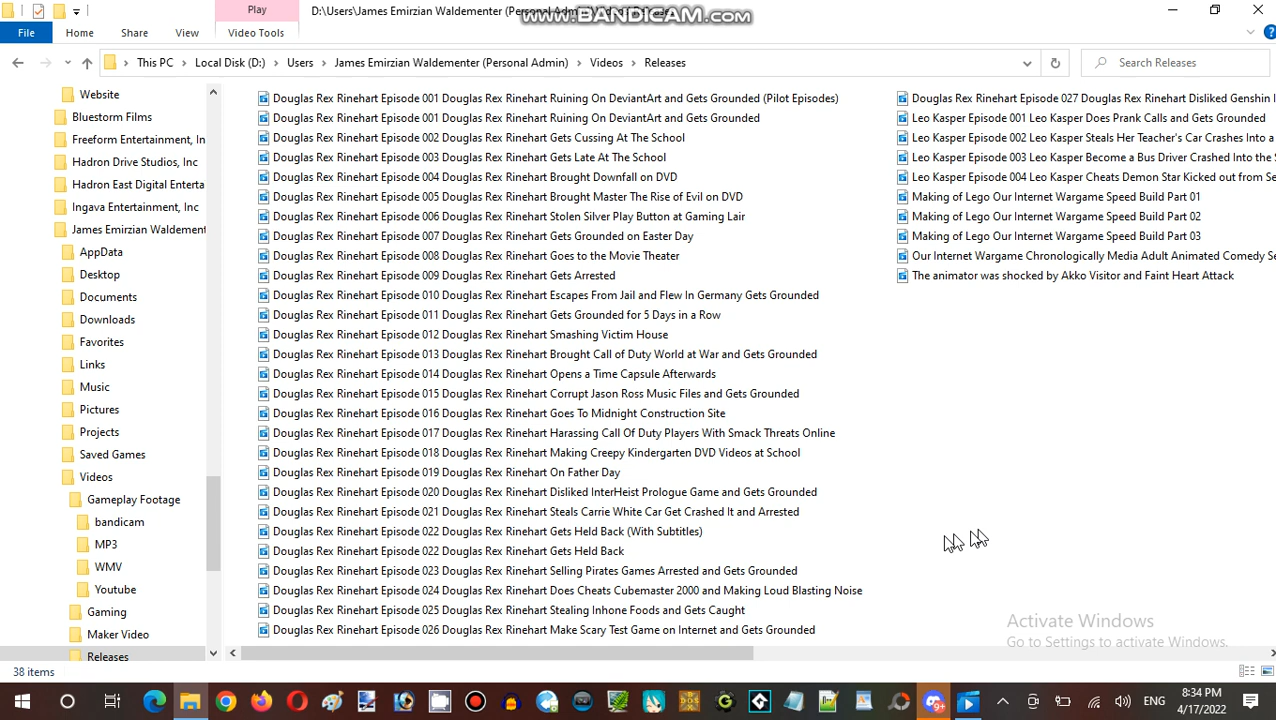 Play
D:\Users\James Emirzian Waldementer (Personal Admin)\Videos\Releases
WWW.BANDICAM.COM
File
Home
Share
View
Video Tools
This PC
Local Disk (D:)
Users
James Emirzian Waldementer (Personal Admin)
Videos
Releases
Search Releases
Website
Bluestorm Films
Freeform Entertainment, In
Hadron Drive Studios, Inc
Hadron East Digital Enterta
Ingava Entertainment, Inc
James Emirzian Waldement
AppData
Desktop
Documents
Downloads
Favorites
Links
Music
Pictures
Projects
Saved Games
Videos
Gameplay Footage
bandicam
MP3
WMV
Youtube
Gaming
Maker Video
Releases
Douglas Rex Rinehart Episode 001 Douglas Rex Rinehart Ruining On DeviantArt and Gets Grounded (Pilot Episodes)
Douglas Rex Rinehart Episode 001 Douglas Rex Rinehart Ruining On DeviantArt and Gets Grounded
Douglas Rex Rinehart Episode 002 Douglas Rex Rinehart Gets Cussing At The School
Douglas Rex Rinehart Episode 003 Douglas Rex Rinehart Gets Late At The School
Douglas Rex Rinehart Episode 004 Douglas Rex Rinehart Brought Downfall on DVD
Douglas Rex Rinehart Episode 005 Douglas Rex Rinehart Brought Master The Rise of Evil on DVD
Douglas Rex Rinehart Episode 006 Douglas Rex Rinehart Stolen Silver Play Button at Gaming Lair
Douglas Rex Rinehart Episode 007 Douglas Rex Rinehart Gets Grounded on Easter Day
Douglas Rex Rinehart Episode 008 Douglas Rex Rinehart Goes to the Movie Theater
Douglas Rex Rinehart Episode 009 Douglas Rex Rinehart Gets Arrested
Douglas Rex Rinehart Episode 010 Douglas Rex Rinehart Escapes From Jail and Flew In Germany Gets Grounded
Douglas Rex Rinehart Episode 011 Douglas Rex Rinehart Gets Grounded for 5 Days in a Row
Douglas Rex Rinehart Episode 012 Douglas Rex Rinehart Smashing Victim House
Douglas Rex Rinehart Episode 013 Douglas Rex Rinehart Brought Call of Duty World at War and Gets Grounded
Douglas Rex Rinehart Episode 014 Douglas Rex Rinehart Opens a Time Capsule Afterwards
Douglas Rex Rinehart Episode 015 Douglas Rex Rinehart Corrupt Jason Ross Music Files and Gets Grounded
Douglas Rex Rinehart Episode 016 Douglas Rex Rinehart Goes To Midnight Construction Site
Douglas Rex Rinehart Episode 017 Douglas Rex Rinehart Harassing Call Of Duty Players With Smack Threats Online
Douglas Rex Rinehart Episode 018 Douglas Rex Rinehart Making Creepy Kindergarten DVD Videos at School
Douglas Rex Rinehart Episode 019 Douglas Rex Rinehart On Father Day
Douglas Rex Rinehart Episode 020 Douglas Rex Rinehart Disliked InterHeist Prologue Game and Gets Grounded
Douglas Rex Rinehart Episode 021 Douglas Rex Rinehart Steals Carrie White Car Get Crashed It and Arrested
Douglas Rex Rinehart Episode 022 Douglas Rex Rinehart Gets Held Back (With Subtitles)
Douglas Rex Rinehart Episode 022 Douglas Rex Rinehart Gets Held Back
Douglas Rex Rinehart Episode 023 Douglas Rex Rinehart Selling Pirates Games Arrested and Gets Grounded
Douglas Rex Rinehart Episode 024 Douglas Rex Rinehart Does Cheats Cubemaster 2000 and Making Loud Blasting Noise
Douglas Rex Rinehart Episode 025 Douglas Rex Rinehart Stealing Inhone Foods and Gets Caught
Douglas Rex Rinehart Episode 026 Douglas Rex Rinehart Make Scary Test Game on Internet and Gets Grounded
Douglas Rex Rinehart Episode 027 Douglas Rex Rinehart Disliked Genshin I
Leo Kasper Episode 001 Leo Kasper Does Prank Calls and Gets Grounded
Leo Kasper Episode 002 Leo Kasper Steals Her Teacher's Car Crashes Into a
Leo Kasper Episode 003 Leo Kasper Become a Bus Driver Crashed Into the
Leo Kasper Episode 004 Leo Kasper Cheats Demon Star Kicked out from Se
Making of Lego Our Internet Wargame Speed Build Part 01
Making of Lego Our Internet Wargame Speed Build Part 02
Making of Lego Our Internet Wargame Speed Build Part 03
Our Internet Wargame Chronologically Media Adult Animated Comedy Se
The animator was shocked by Akko Visitor and Faint Heart Attack
Activate Windows
Go to Settings to activate Windows.
38 items
ENG
8:34 PM
4/17/2022